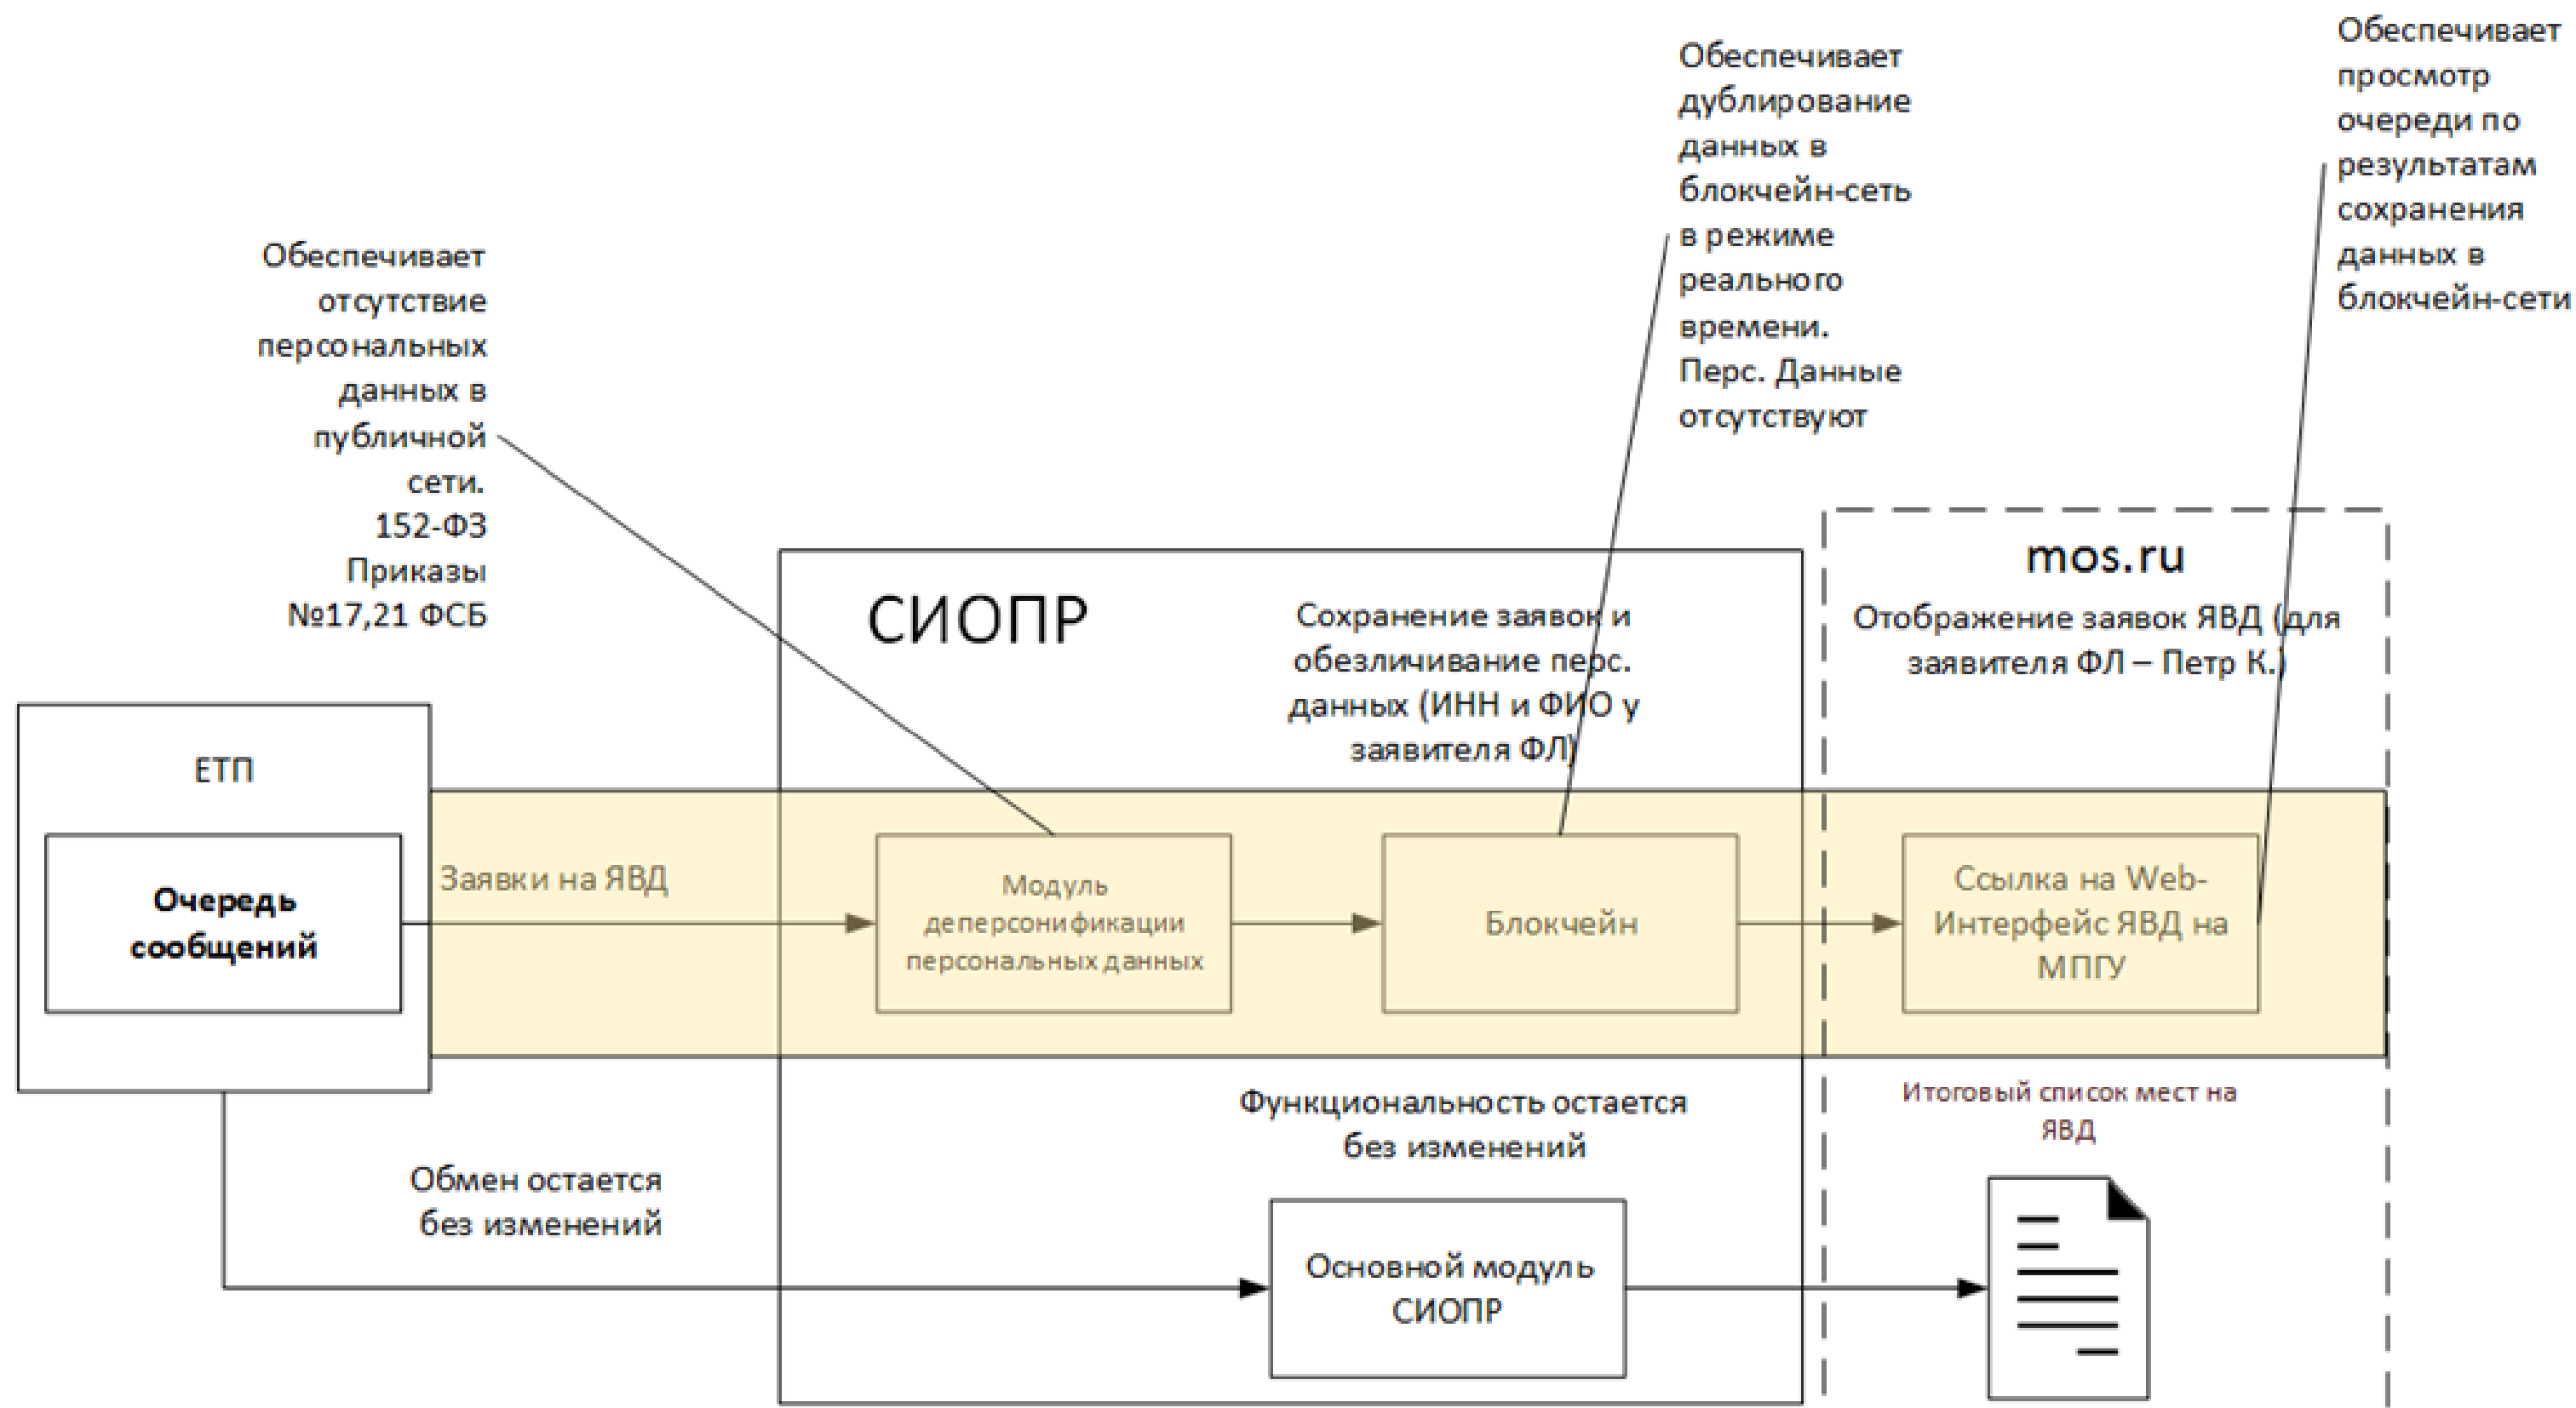 Обеспечивает
просмотр
очереди по
результатам
сохранения
данных в
блокчейн-сети
Обеспечивает
дублирование
данных в
блокчейн-сеть
в режиме
реального
времени.
Перс. Данные
отсутствуют
Обеспечивает
отсутствие
персональных
данных в
публичной
сети.
152-ФЗ
Приказы
№17,21 ФСБ
СИОПР
Сохранение заявок и
обезличивание перс.
данных (ИНН и ФИО у
заявителя ФЛ)
mos.ru
Отображение заявок ЯВД (для
заявителя ФЛ – Петр К.)
ЕТП
Очередь
сообщений
Заявки на ЯВД
Модуль
деперсонификации
персональных данных
Блокчейн
Ссылка на Web-
Интерфейс ЯВД на
МПГУ
Обмен остается
без изменений
Функциональность остается
без изменений
Основной модуль
СИОПР
Итоговый список мест на
ЯВД